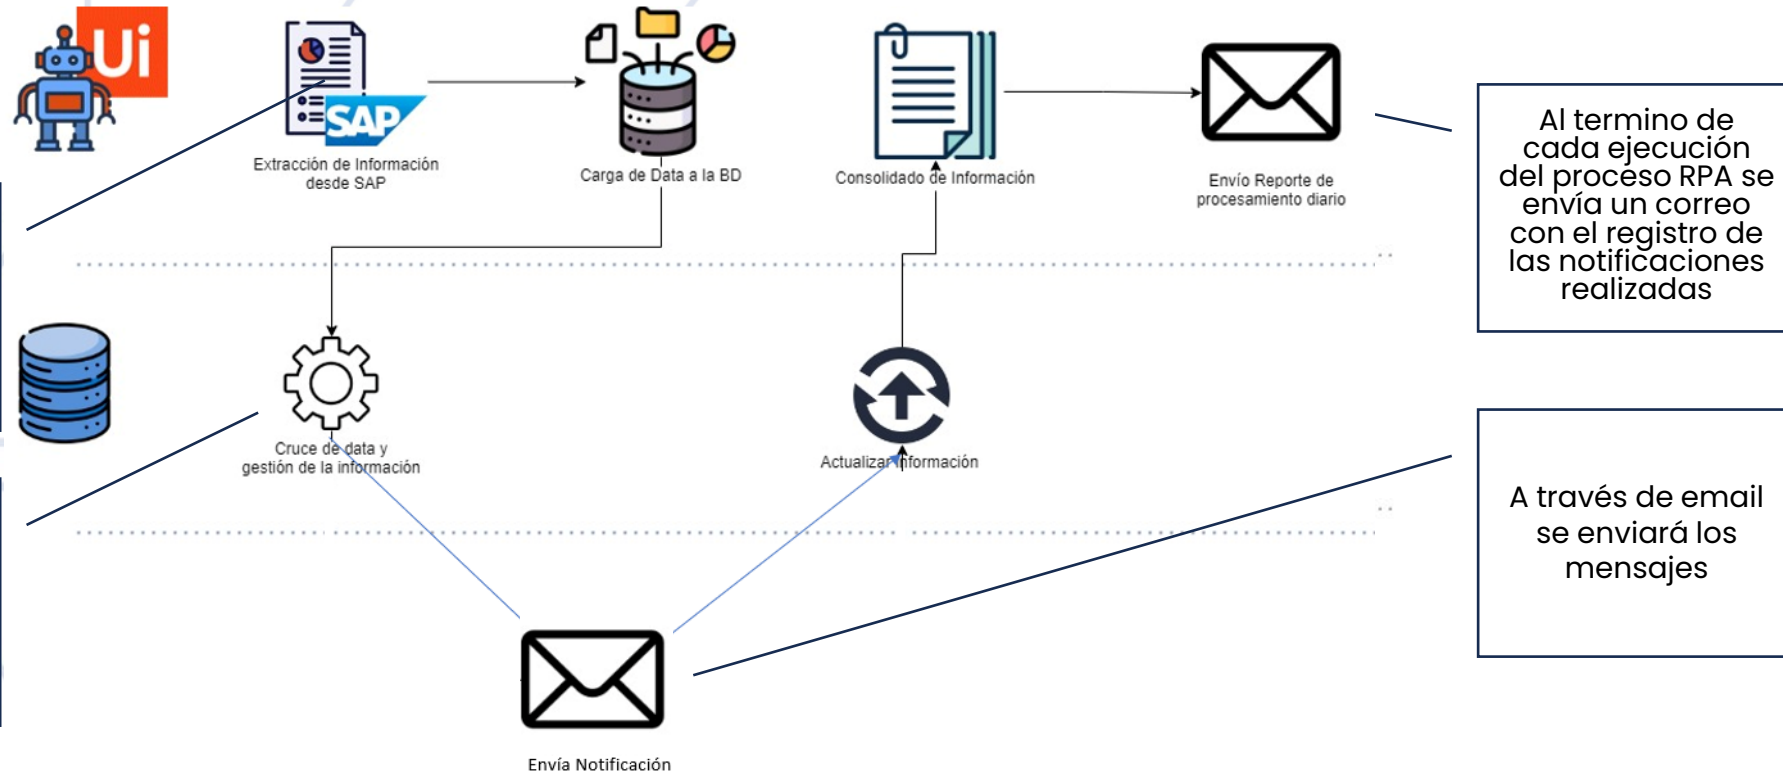 Ui
SAP
Extracción de Información
desde SAP
Carga de Data a la BD
Consolidado de Información
Envío Reporte de
procesamiento diario
Al termino de
cada ejecución
del proceso RPA se
envía un correo
con el registro de
las notificaciones
realizadas
Cruce de data y
gestión de la información
Actualizar Información
A través de email
se enviará los
mensajes
Envía Notificación